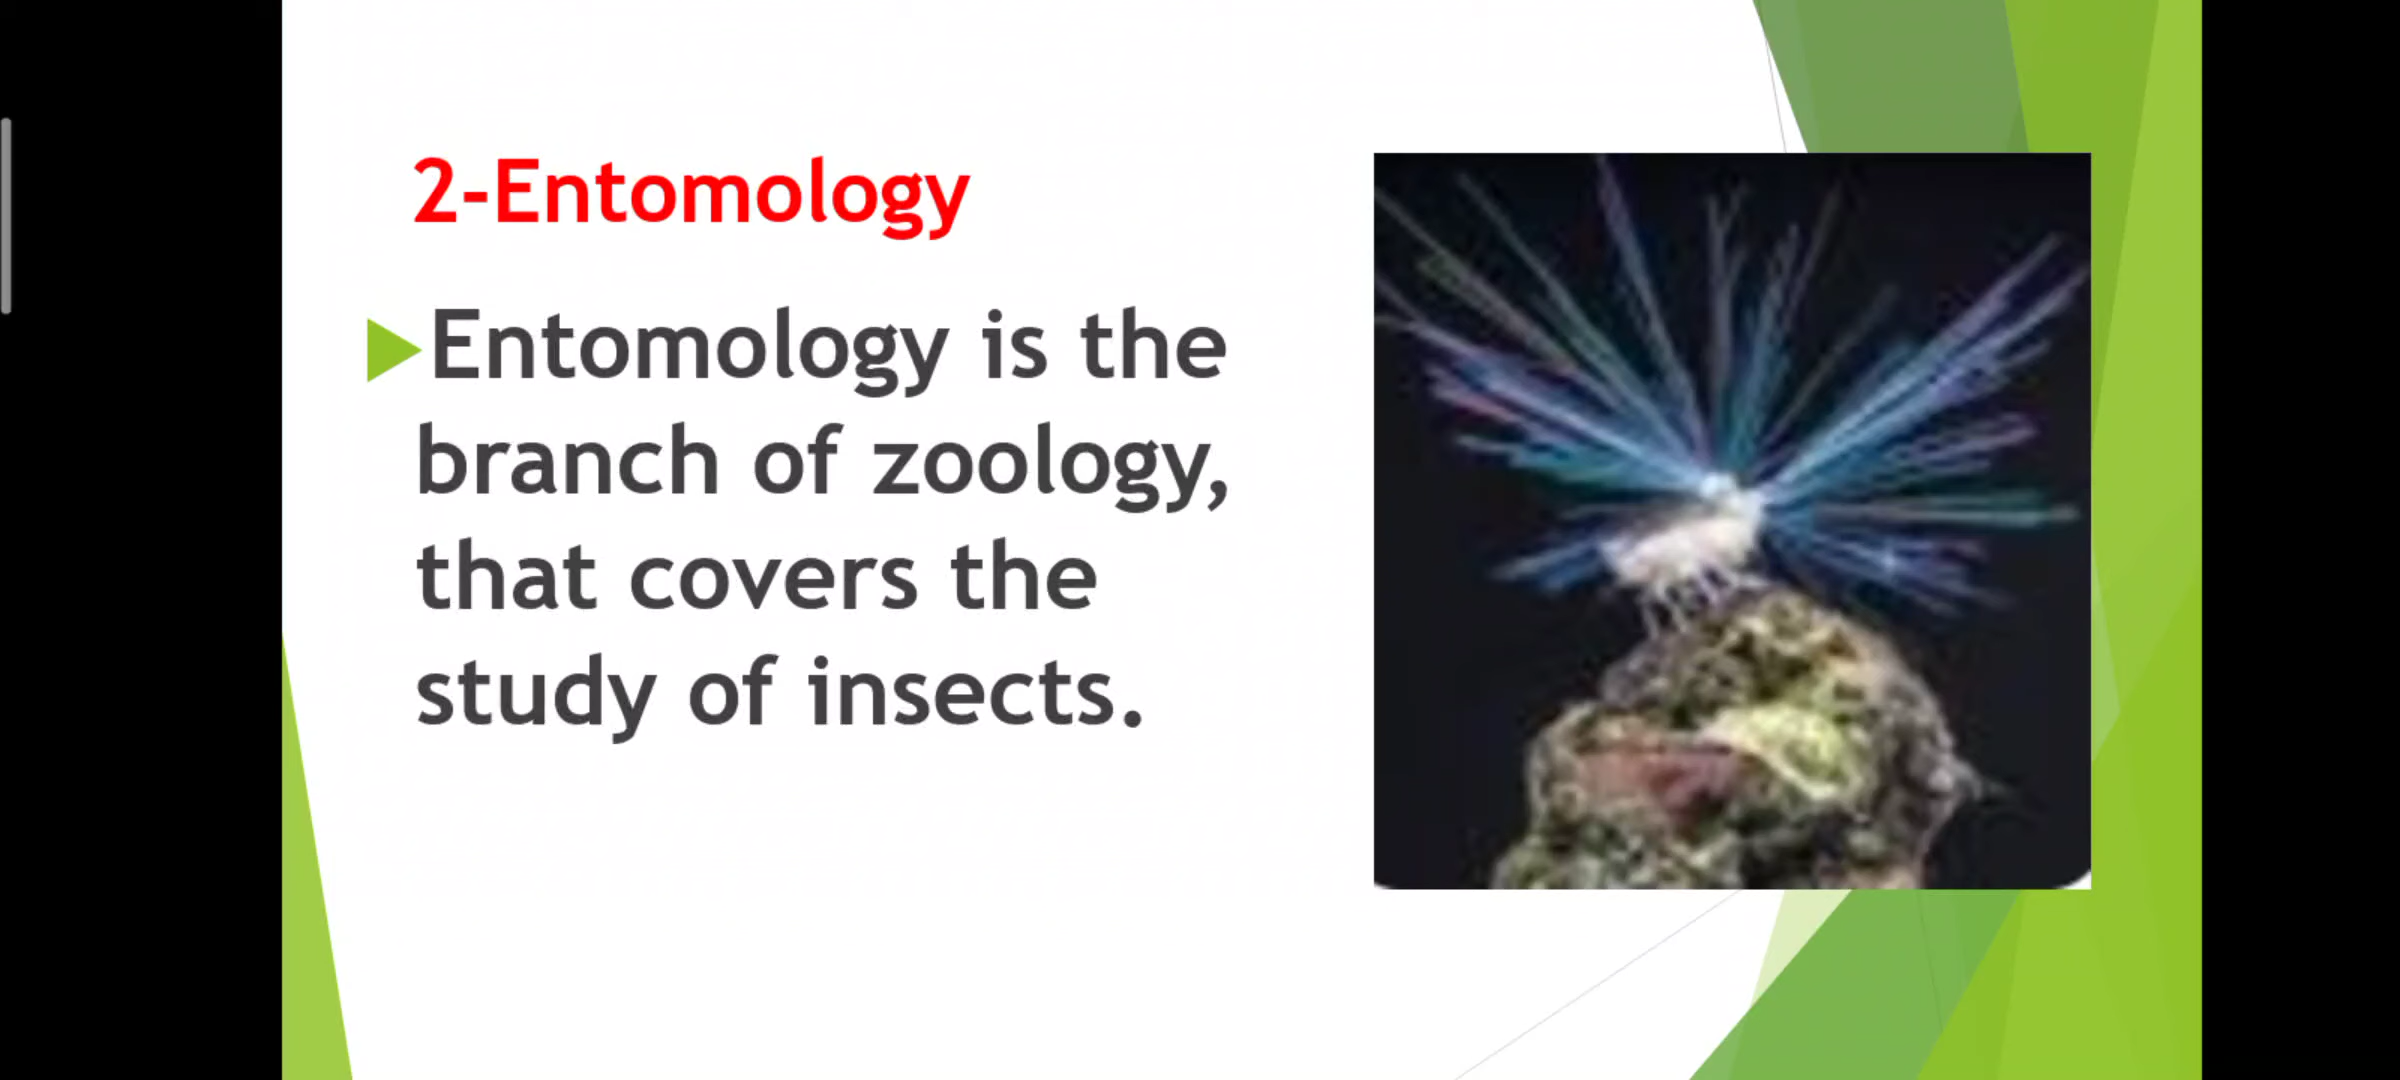 2-Entomology
Entomology is the
branch of zoology,
that covers the
study of insects.